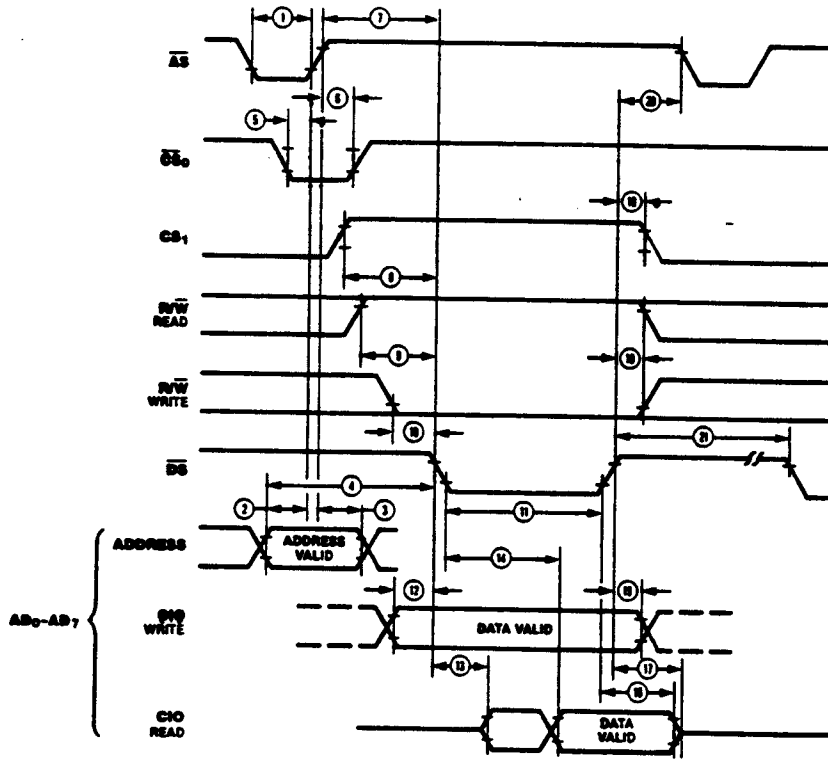 1 7
AS
6 20
5
CS0
18
CS1
8
R/W
READ
9 19
R/W
WRITE
10 21
DS
4
2 3
11
ADDRESS ADDRESS
VALID
14
12
AD0-AD7 CIO
WRITE DATA VALID
13 17
16
CIO
READ DATA
VALID